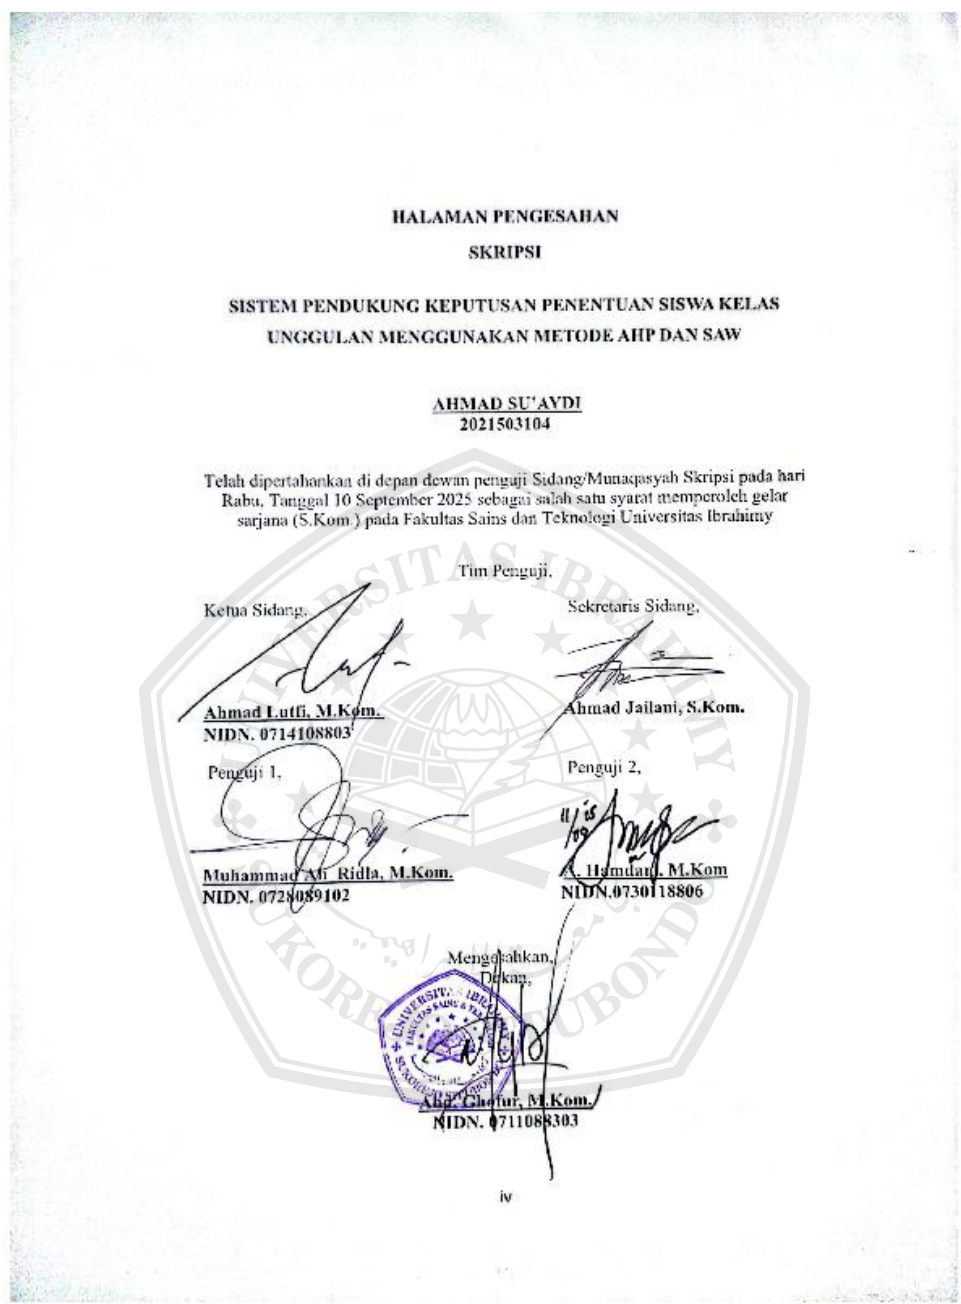 HALAMAN PENGESAHAN
SKRIPSI
SISTEM PENDUKUNG KEPUTUSAN PENENTUAN SISWA KELAS
UNGGULAN MENGGUNAKAN METODE AHP DAN SAW
AHMAD SU'AYDI
2021503104
Telah dipertahankan di depan dewan penguji Sidang/Munaqasyah Skripsi pada hari
Rabu, Tanggal 10 September 2025 sebagai salah satu syarat memperoleh gelar
sarjana (S.Kom.) pada Fakultas Sains dan Teknologi Universitas Ibrahimy
Tim Penguji,
Ketua Sidang,
Sekretaris Sidang,
Ahmad Lutfi, M.Kom.
NIDN. 0714108803
Ahmad Jailani, S.Kom.
Penguji 1,
Penguji 2,
Muhammad Ali Ridla, M.Kom.
NIDN. 0728089102
A. Hamdani, M.Kom
NIDN.0730118806
Mengesahkan,
Dekan,
UNIVERSITAS IBRAHIMY
Abd. Ghofur, M.Kom.
NIDN. 0711088303
iv
UNIVERSITAS IBRAHIMY